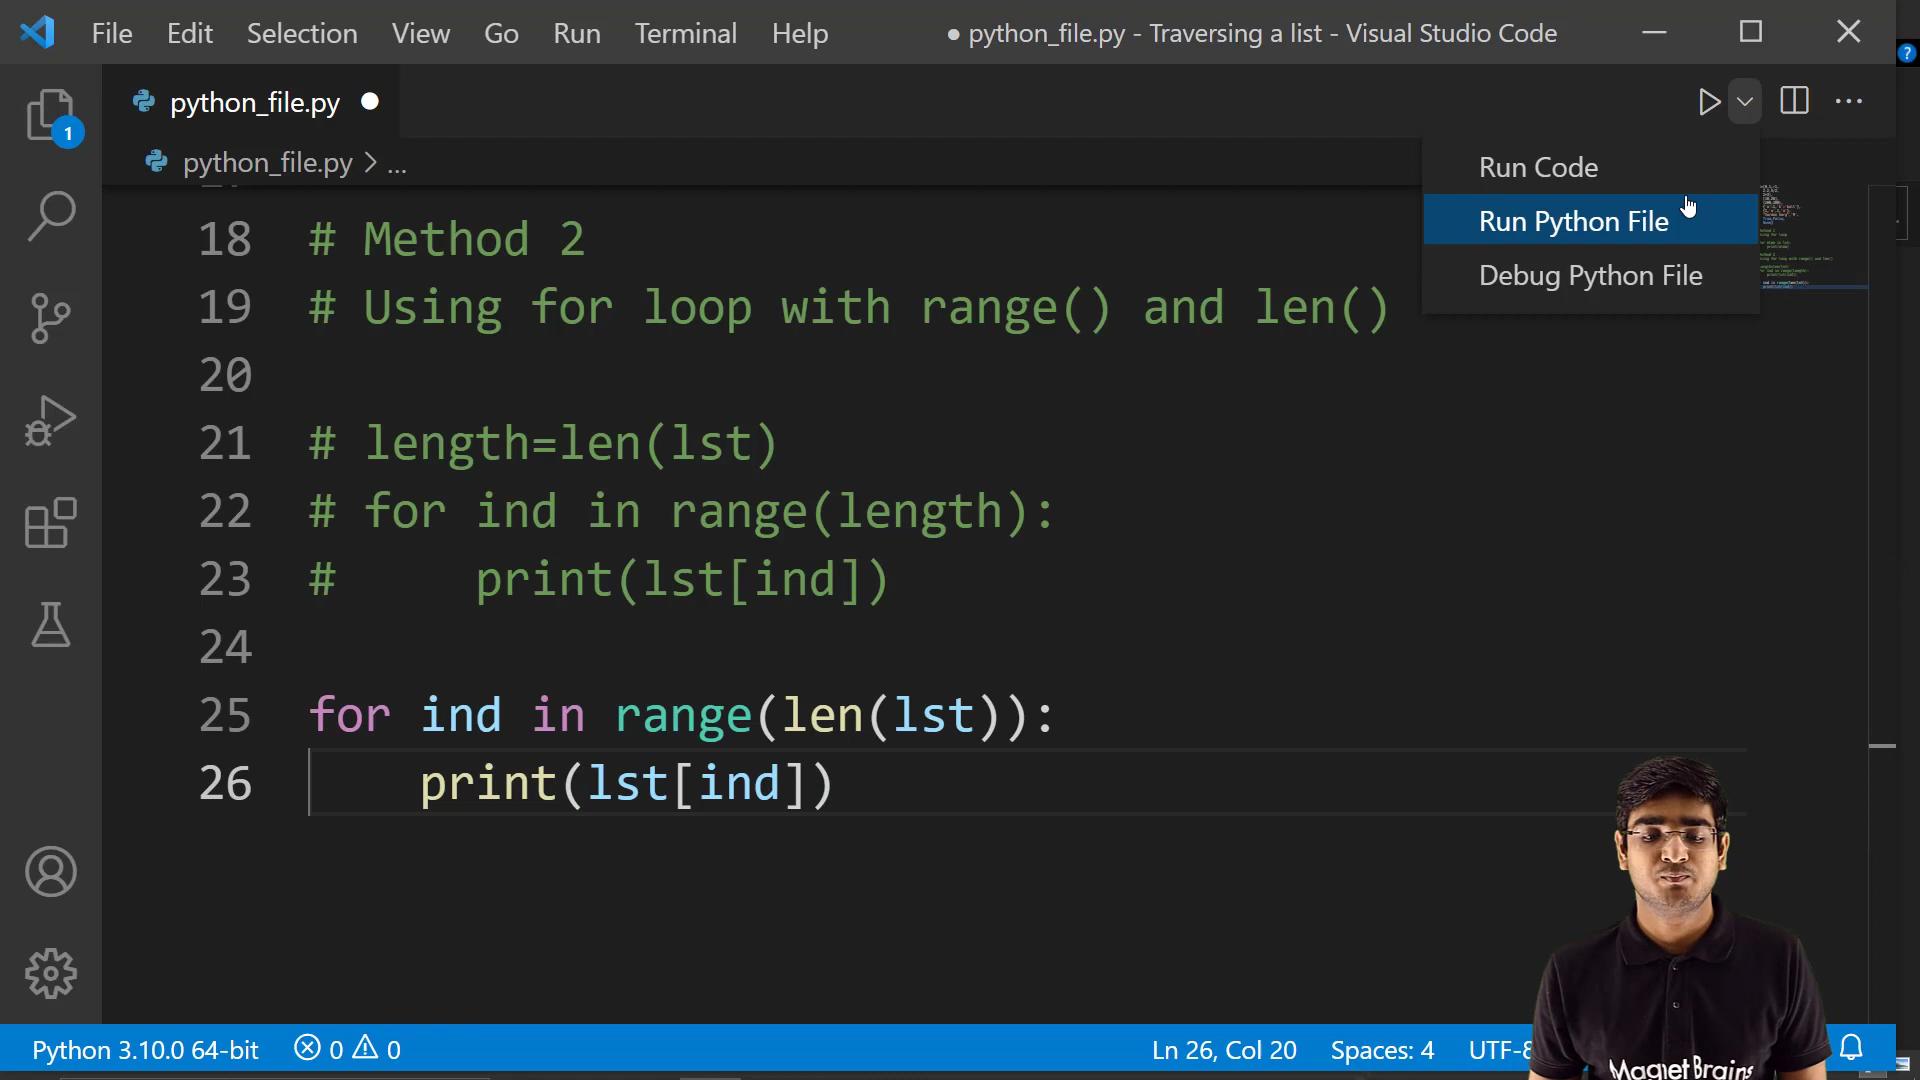 File Edit Selection View Go Run Terminal Help ● python_file.py - Traversing a list - Visual Studio Code
python_file.py ●
python_file.py > ...
1
Run Code
Run Python File
Debug Python File
18 # Method 2
19 # Using for loop with range() and len()
20
21 # length=len(lst)
22 # for ind in range(length):
23 #     print(lst[ind])
24
25 for ind in range(len(lst)):
26     print(lst[ind])
MagnetBrains
Python 3.10.0 64-bit 0 0 Ln 26, Col 20 Spaces: 4 UTF-8